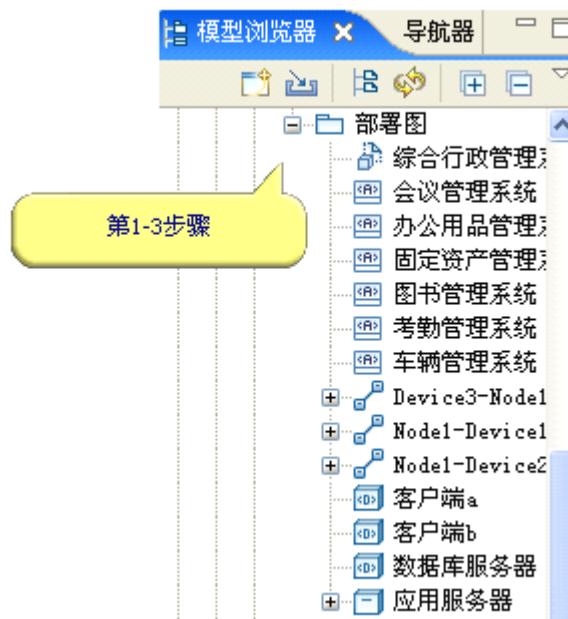 模型浏览器
导航器
部署图
综合行政管理
会议管理系统
第1-3步骤
办公用品管理
固定资产管理
图书管理系统
考勤管理系统
车辆管理系统
Device3-Node1
Node1-Device1
Node1-Device2
客户端a
客户端b
数据库服务器
应用服务器